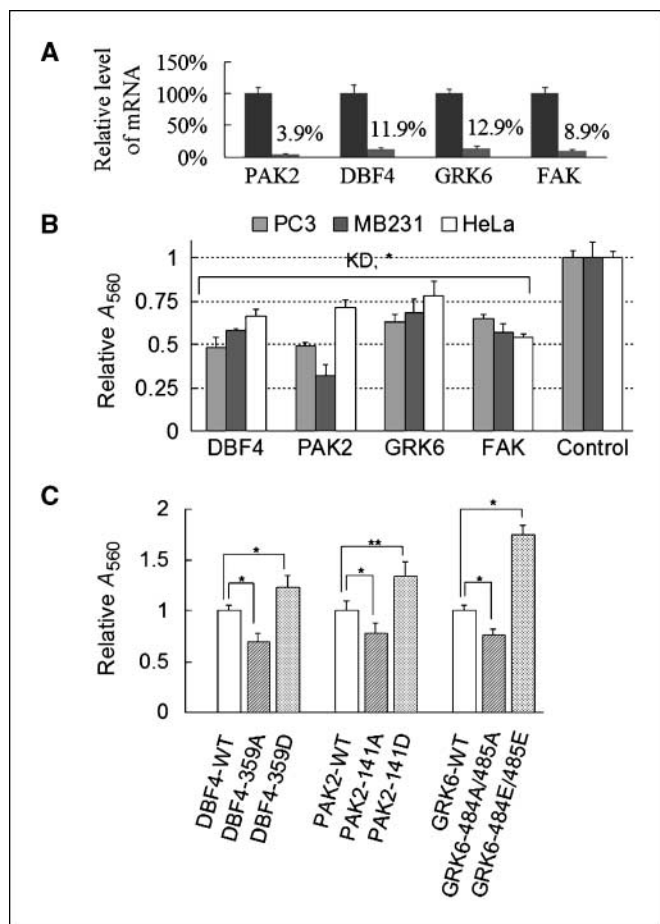 A
Relative level
of mRNA
150%
100%
50%
0%
3.9%
11.9%
12.9%
8.9%
PAK2 DBF4 GRK6 FAK
B
PC3 MB231 HeLa
KD, *
Relative A560
1
0.75
0.5
0.25
0
DBF4 PAK2 GRK6 FAK Control
C
Relative A560
2
1.5
1
0.5
0
* * ** * * *
DBF4-WT
DBF4-359A
DBF4-359D
PAK2-WT
PAK2-141A
PAK2-141D
GRK6-WT
GRK6-484A/485A
GRK6-484E/485E